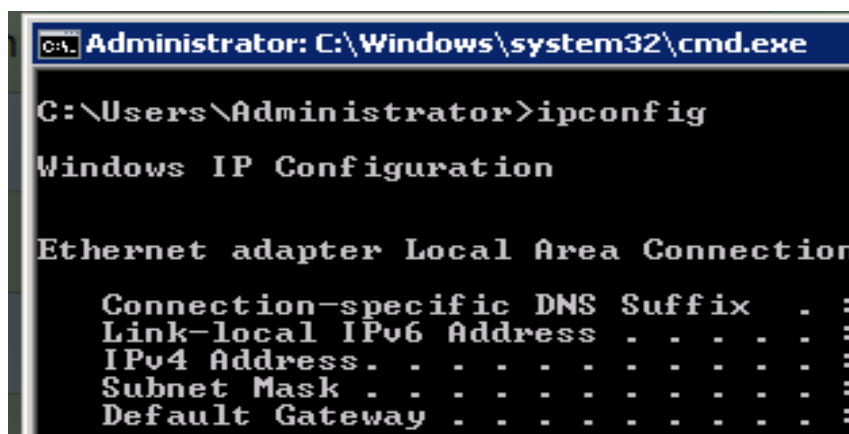 Administrator: C:\Windows\system32\cmd.exe
C:\Users\Administrator>ipconfig
Windows IP Configuration
Ethernet adapter Local Area Connection
Connection-specific DNS Suffix . :
Link-local IPv6 Address . . . . . :
IPv4 Address. . . . . . . . . . . :
Subnet Mask . . . . . . . . . . . :
Default Gateway . . . . . . . . . :